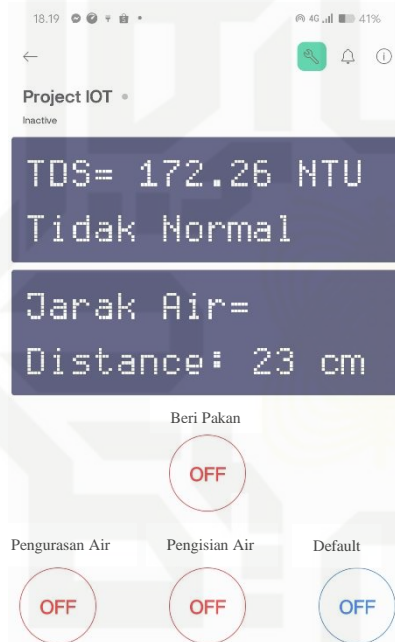 18.19 4G 41%
Project IOT
Inactive
TDS= 172.26 NTU
Tidak Normal
Jarak Air=
Distance: 23 cm
Beri Pakan
OFF
Pengurasan Air Pengisian Air Default
OFF OFF OFF